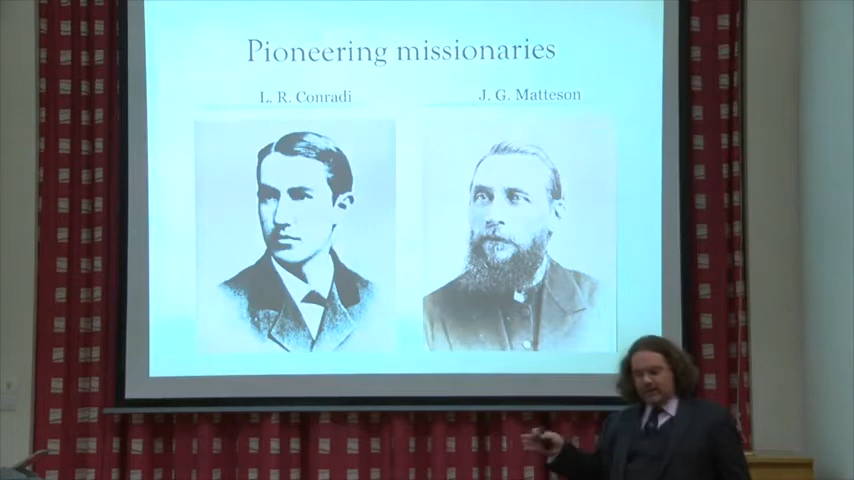 Pioneering missionaries
L. R. Conradi
J. G. Matteson